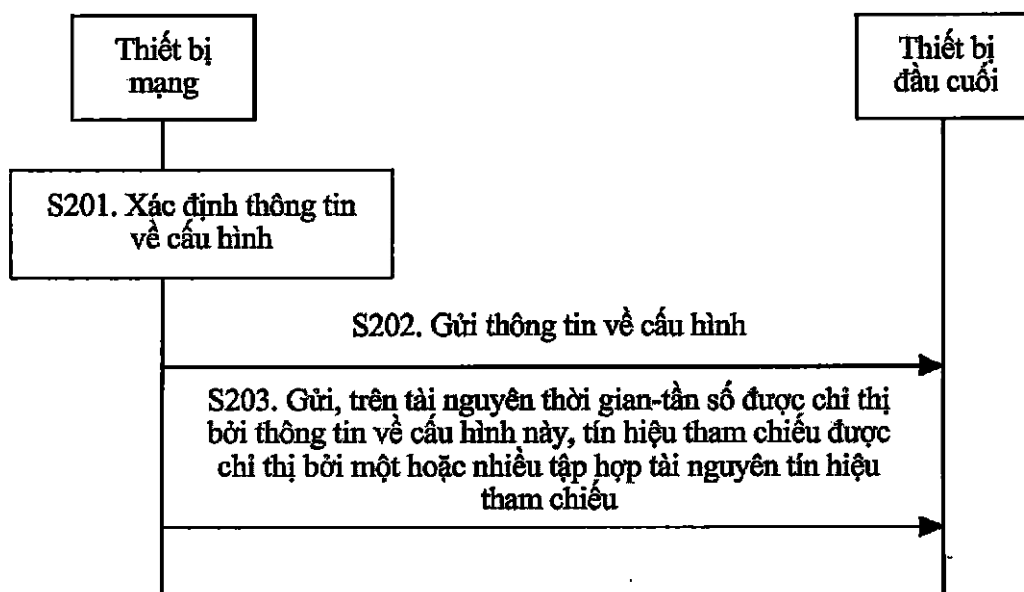 Thiết bị
mạng
Thiết bị
đầu cuối
S201. Xác định thông tin
về cấu hình
S202. Gửi thông tin về cấu hình
S203. Gửi, trên tài nguyên thời gian-tần số được chỉ thị
bởi thông tin về cấu hình này, tín hiệu tham chiếu được
chỉ thị bởi một hoặc nhiều tập hợp tài nguyên tín hiệu
tham chiếu